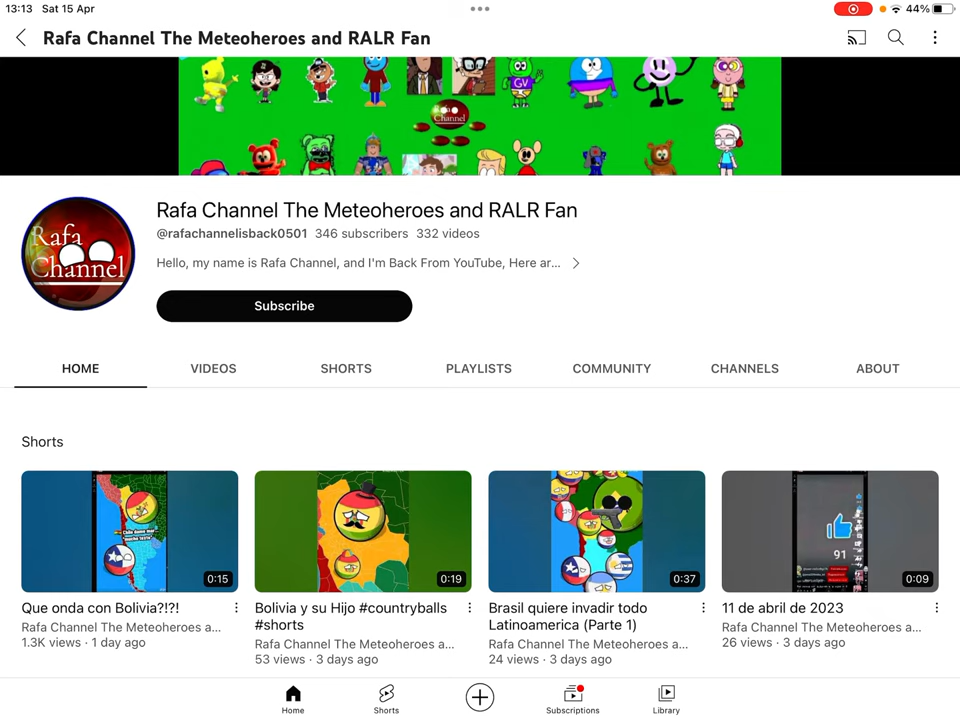 13:13 Sat 15 Apr
44%
Rafa Channel The Meteoheroes and RALR Fan
GV
Channel
Rafa Channel The Meteoheroes and RALR Fan
@rafachannelisback0501 346 subscribers 332 videos
Rafa
Channel
Hello, my name is Rafa Channel, and I'm Back From YouTube, Here ar...
Subscribe
HOME VIDEOS SHORTS PLAYLISTS COMMUNITY CHANNELS ABOUT
Shorts
91
0:15 0:19 0:37 0:09
Que onda con Bolivia?!?!
Rafa Channel The Meteoheroes a...
1.3K views · 1 day ago
Bolivia y su Hijo #countryballs
#shorts
Rafa Channel The Meteoheroes a...
53 views · 3 days ago
Brasil quiere invadir todo
Latinoamerica (Parte 1)
Rafa Channel The Meteoheroes a...
24 views · 3 days ago
11 de abril de 2023
Rafa Channel The Meteoheroes a...
26 views · 3 days ago
Home Shorts Subscriptions Library